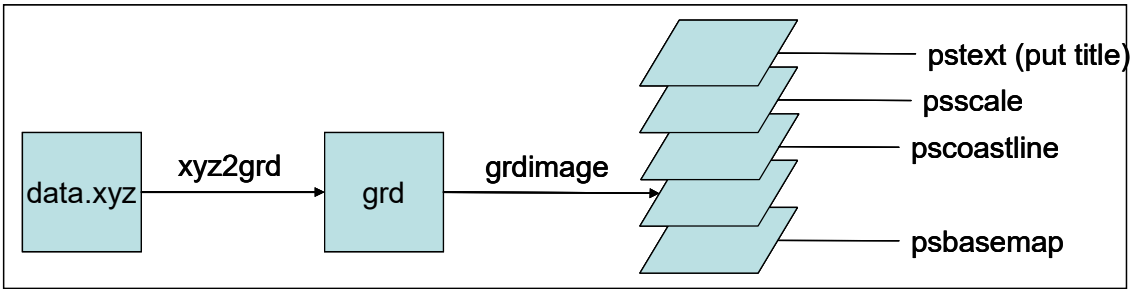 pstext (put title)
psscale
xyz2grd
grdimage
pscoastline
data.xyz
grd
psbasemap